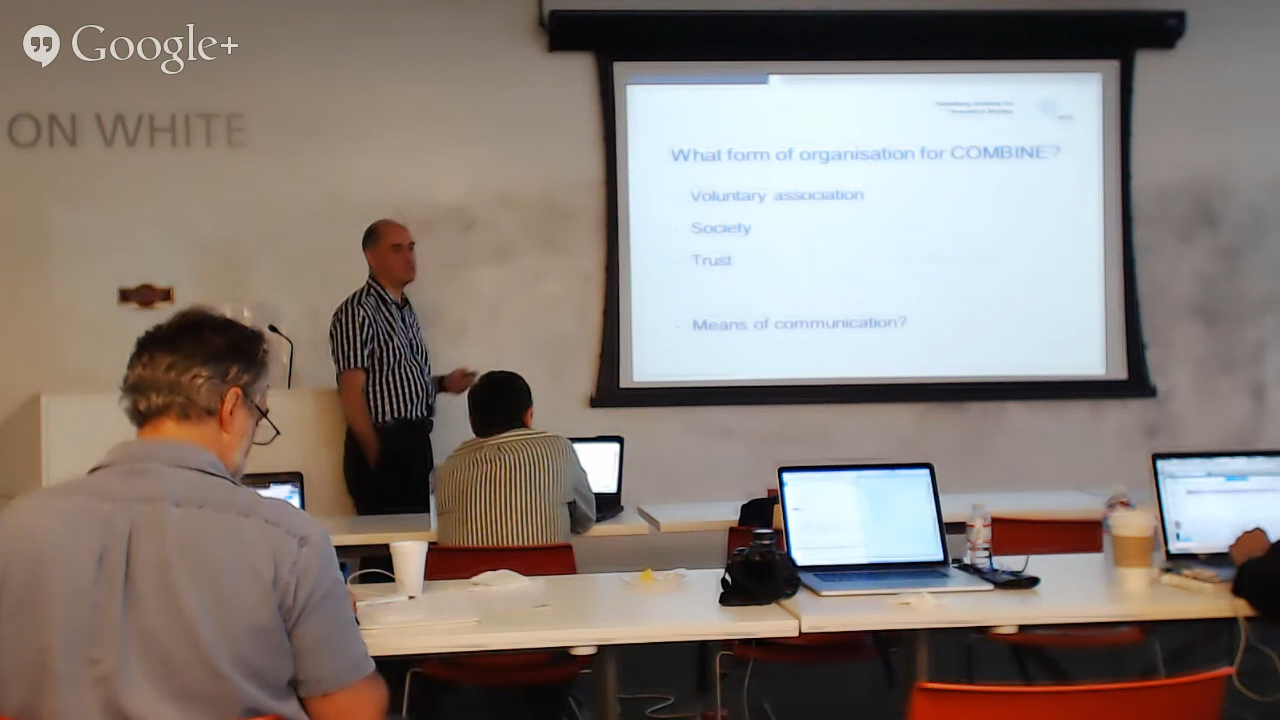 Google+
ON WHITE
What form of organisation for COMBINE?
Voluntary association
Society
Trust
Means of communication?